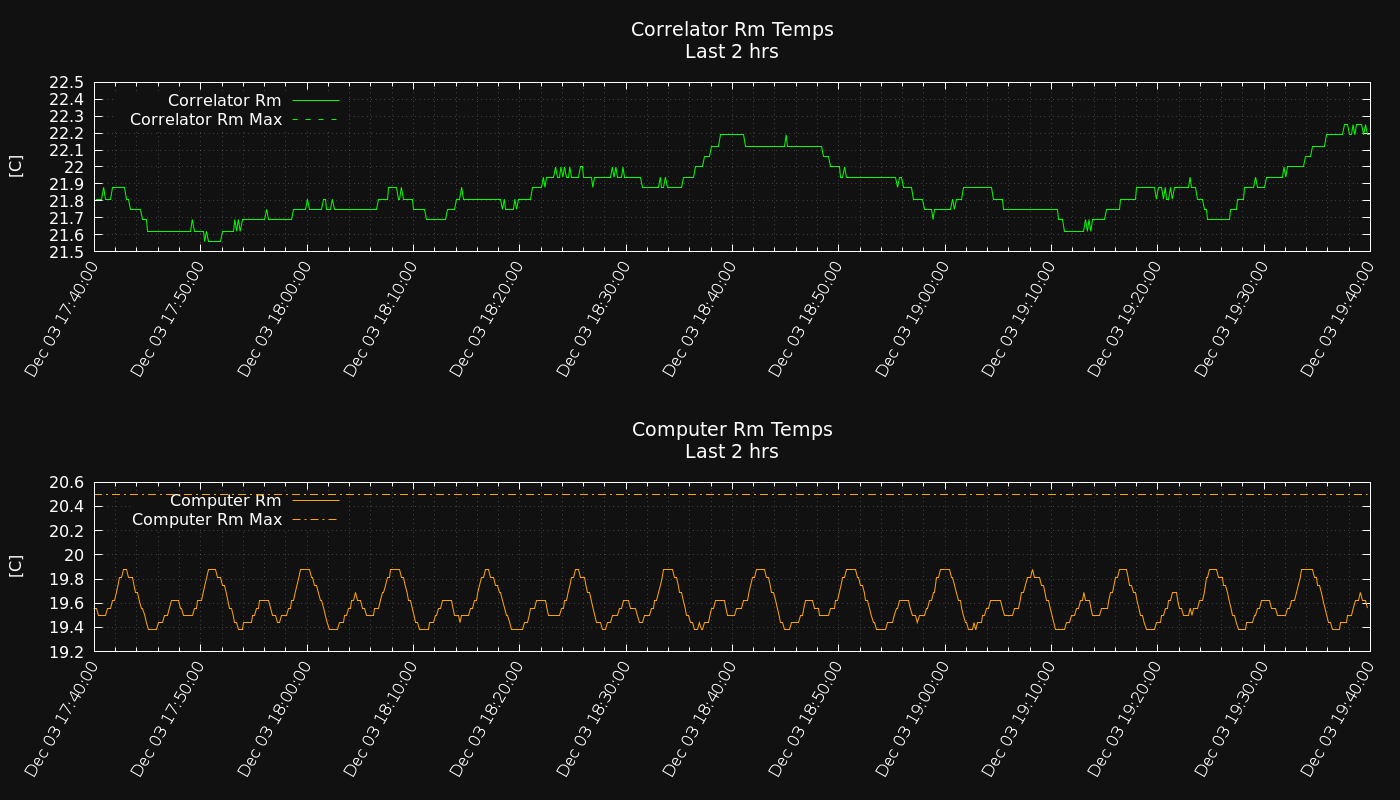 Correlator Rm Temps
Last 2 hrs
[C]
22.5
22.4
22.3
22.2
22.1
22
21.9
21.8
21.7
21.6
21.5
Correlator Rm
Correlator Rm Max
Dec 03 17:40:00
Dec 03 17:50:00
Dec 03 18:00:00
Dec 03 18:10:00
Dec 03 18:20:00
Dec 03 18:30:00
Dec 03 18:40:00
Dec 03 18:50:00
Dec 03 19:00:00
Dec 03 19:10:00
Dec 03 19:20:00
Dec 03 19:30:00
Dec 03 19:40:00
Computer Rm Temps
Last 2 hrs
[C]
20.6
20.4
20.2
20
19.8
19.6
19.4
19.2
Computer Rm
Computer Rm Max
Dec 03 17:40:00
Dec 03 17:50:00
Dec 03 18:00:00
Dec 03 18:10:00
Dec 03 18:20:00
Dec 03 18:30:00
Dec 03 18:40:00
Dec 03 18:50:00
Dec 03 19:00:00
Dec 03 19:10:00
Dec 03 19:20:00
Dec 03 19:30:00
Dec 03 19:40:00